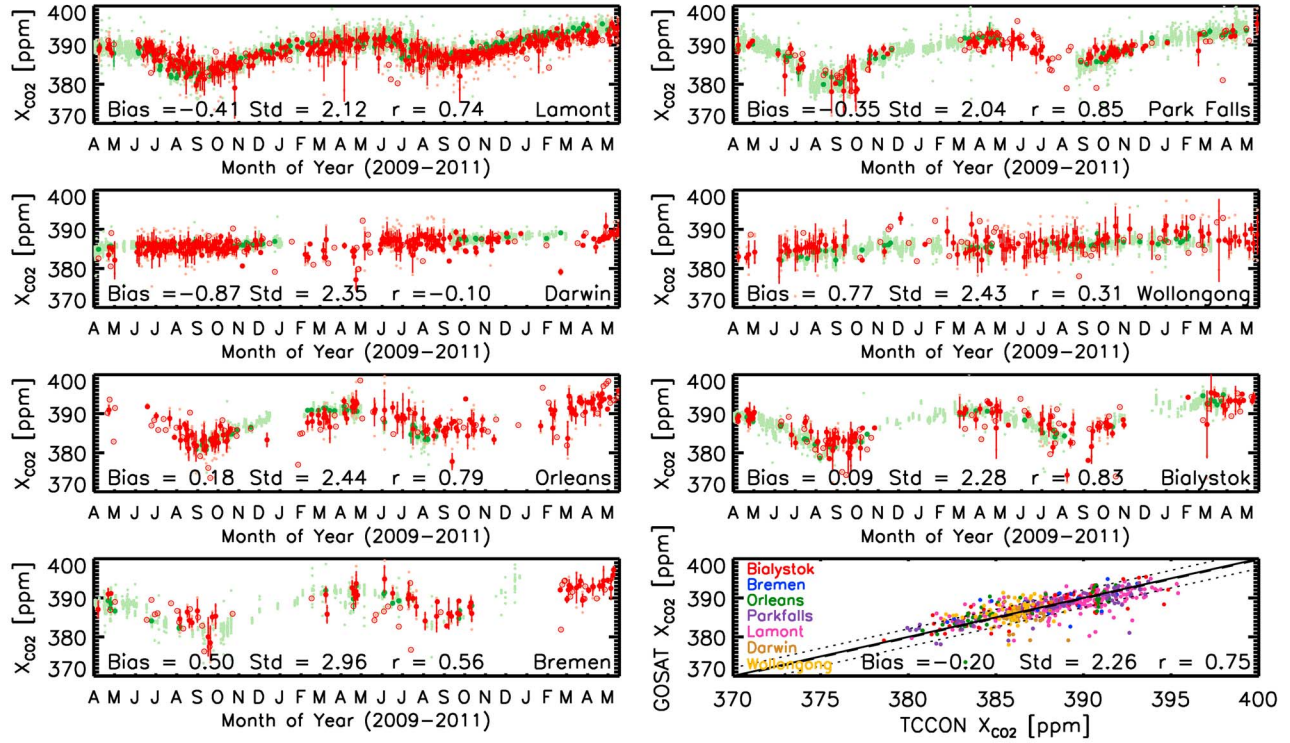 400
390
380
370
X_CO2 [ppm]
Bias =-0.41 Std = 2.12 r = 0.74 Lamont
A M J J A S O N D J F M A M J J A S O N D J F M A M
Month of Year (2009-2011)
400
390
380
370
X_CO2 [ppm]
Bias =-0.35 Std = 2.04 r = 0.85 Park Falls
A M J J A S O N D J F M A M J J A S O N D J F M A M
Month of Year (2009-2011)
400
390
380
370
X_CO2 [ppm]
Bias =-0.87 Std = 2.35 r = -0.10 Darwin
A M J J A S O N D J F M A M J J A S O N D J F M A M
Month of Year (2009-2011)
400
390
380
370
X_CO2 [ppm]
Bias = 0.77 Std = 2.43 r = 0.31 Wollongong
A M J J A S O N D J F M A M J J A S O N D J F M A M
Month of Year (2009-2011)
400
390
380
370
X_CO2 [ppm]
Bias = 0.18 Std = 2.44 r = 0.79 Orleans
A M J J A S O N D J F M A M J J A S O N D J F M A M
Month of Year (2009-2011)
400
390
380
370
X_CO2 [ppm]
Bias = 0.09 Std = 2.28 r = 0.83 Bialystok
A M J J A S O N D J F M A M J J A S O N D J F M A M
Month of Year (2009-2011)
400
390
380
370
X_CO2 [ppm]
Bias = 0.50 Std = 2.96 r = 0.56 Bremen
A M J J A S O N D J F M A M J J A S O N D J F M A M
Month of Year (2009-2011)
400
390
380
370
GOSAT X_CO2 [ppm]
Bialystok
Bremen
Orleans
Parkfalls
Lamont
Darwin
Wollongong
Bias =-0.20 Std = 2.26 r = 0.75
370 375 380 385 390 395 400
TCCON X_CO2 [ppm]